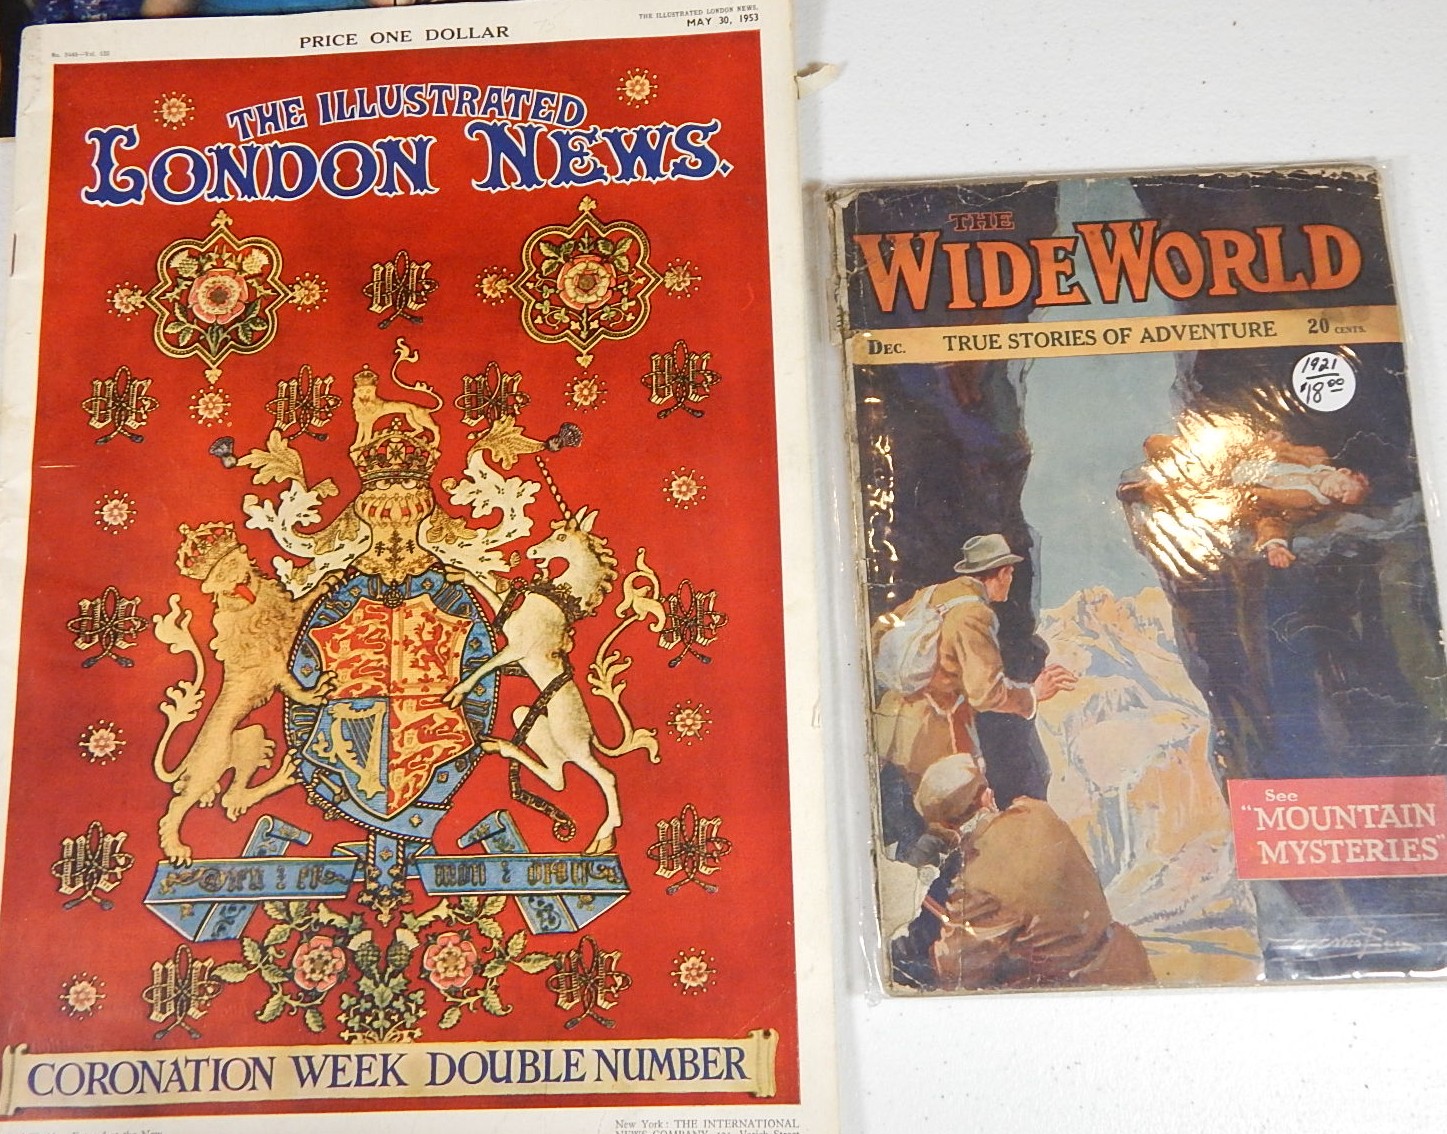 THE ILLUSTRATED LONDON NEWS,
MAY 30, 1953
PRICE ONE DOLLAR
THE ILLUSTRATED
LONDON NEWS.
CORONATION WEEK DOUBLE NUMBER
New York: THE INTERNATIONAL
THE
WIDE WORLD
DEC. TRUE STORIES OF ADVENTURE 20 CENTS.
1921
$18.00
See
"MOUNTAIN
MYSTERIES"